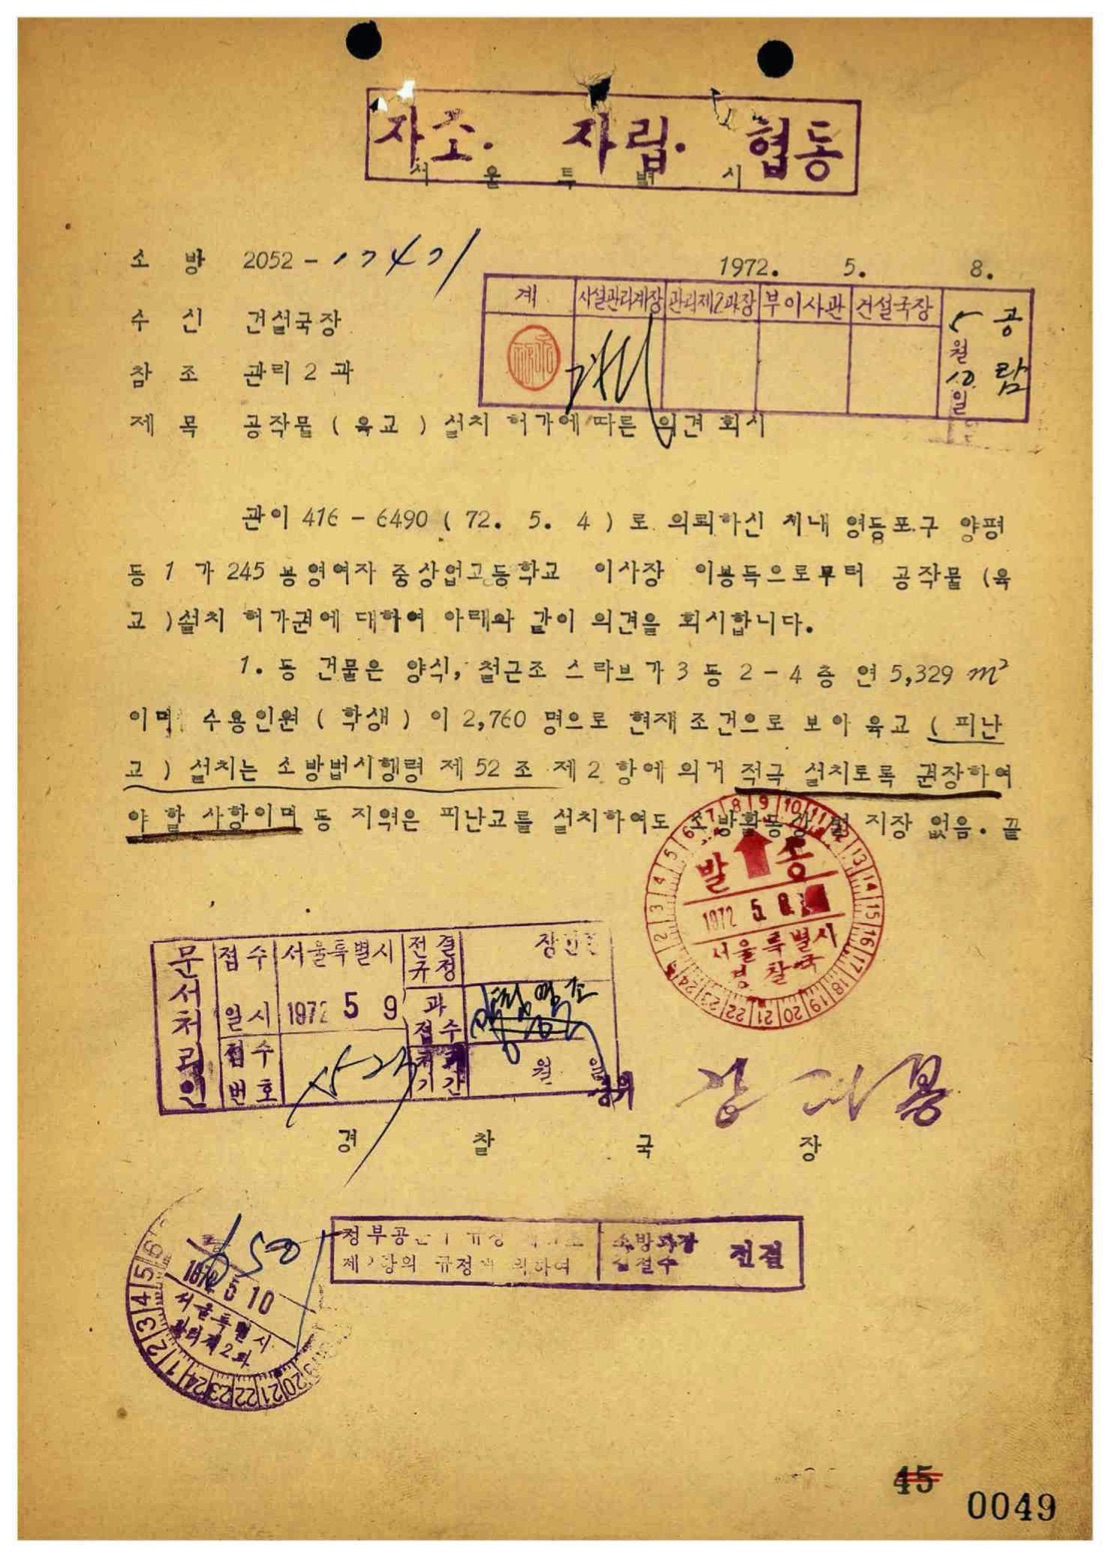 자조. 자립. 협동
서 울 특 별 시
소 방 2052 -
1972. 5. 8.
수 신 건설국장
참 조 관리 2 과
계 시설관리계장 관리제2과장 부이사관 건설국장
5월 10일 공람
제 목 공작물 ( 육교 ) 설치 허가에 따른 의견 회시
관이 416 - 6490 ( 72. 5. 4 ) 로 의뢰하신 시내 영등포구 양평
동 1 가 245 봉영여자 중상업고등학교 이사장 이봉득으로부터 공작물 (육
교 )설치 허가권에 대하여 아래와 같이 의견을 회시합니다.
1. 동 건물은 양식, 철근조 스라브가 3 동 2 - 4 층 연 5,329 m²
이며 수용인원 ( 학생 ) 이 2,760 명으로 현재 조건으로 보아 육교 ( 피난
교 ) 설치는 소방법시행령 제 52 조 제 2 항에 의거 적극 설치토록 권장하여
야 할 사항이며 동 지역은 피난교를 설치하여도 소방활동상 별 지장 없음. 끝
발송
1972 5 8
서울특별시
경찰국
문서처리인
접수 서울특별시 전결규정
일시 1972 5 9 과접수
접수번호 처리기간 월 일
경 찰 국 장
정부공문서 규정
제2항의 규정에 의하여
소방과장 전결
650
1972 5 10
서울특별시
관리제2과
45
0049